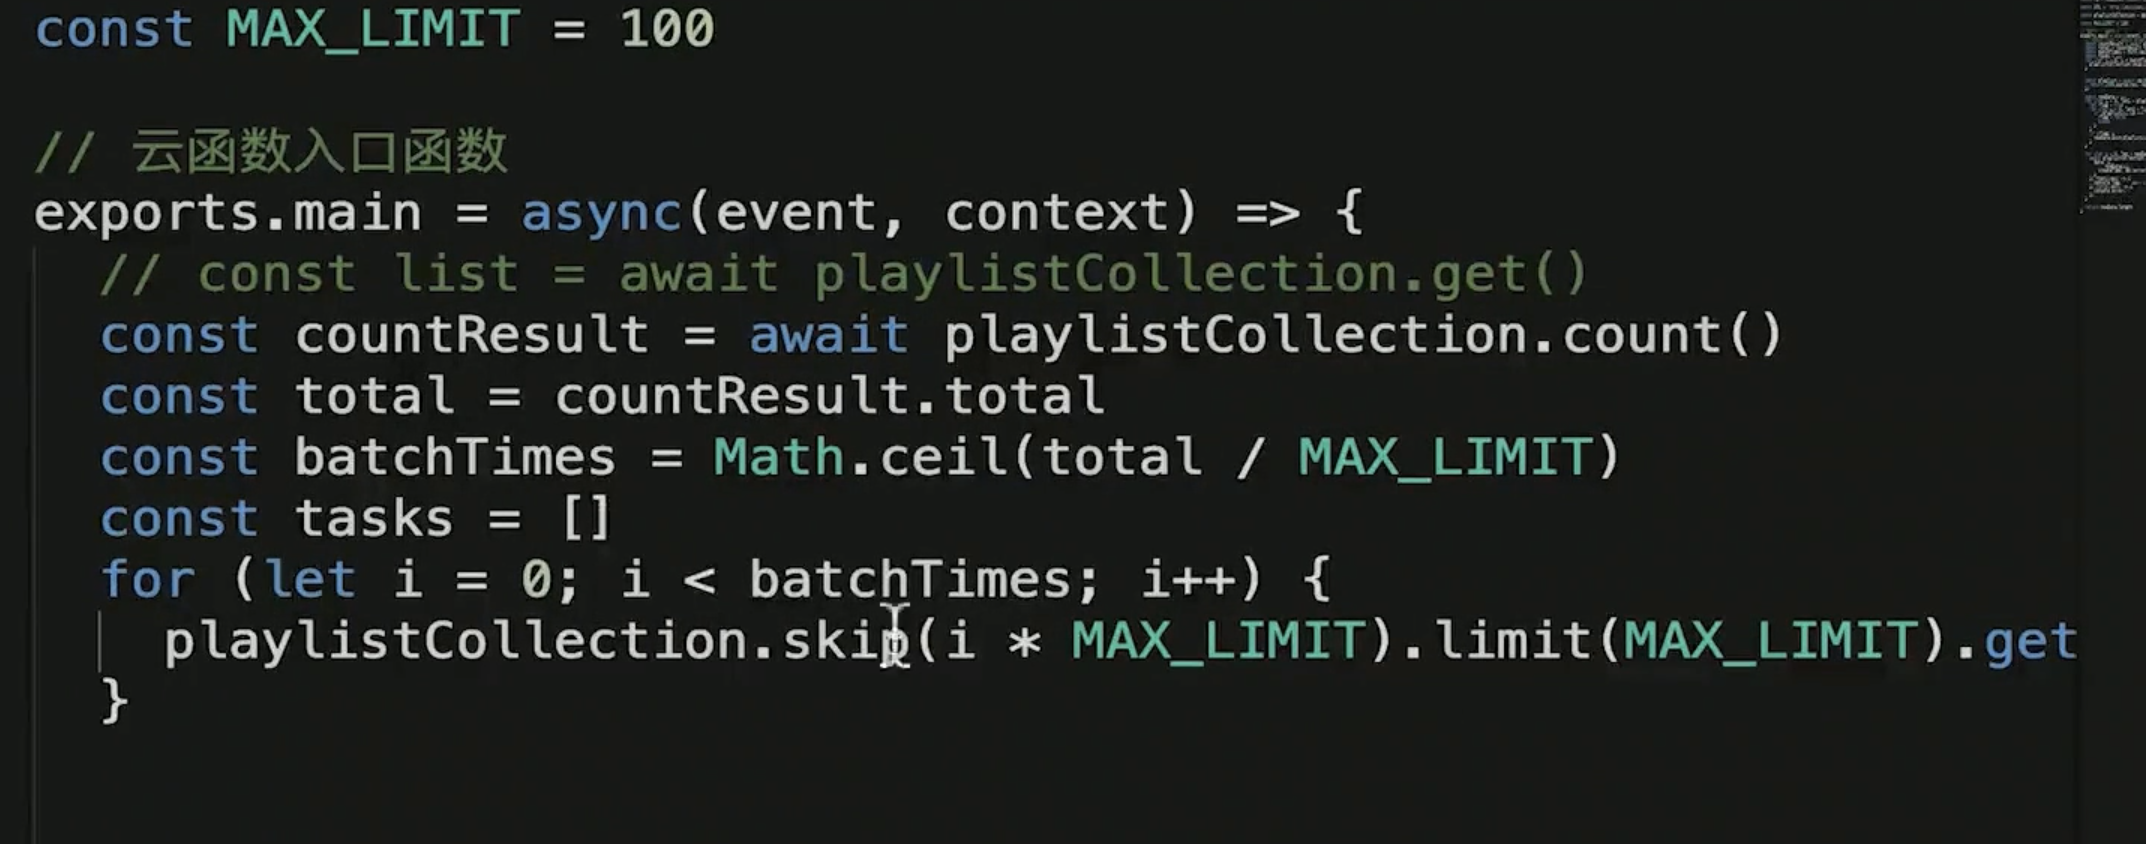 const MAX_LIMIT = 100
// 云函数入口函数
exports.main = async(event, context) => {
// const list = await playlistCollection.get()
const countResult = await playlistCollection.count()
const total = countResult.total
const batchTimes = Math.ceil(total / MAX_LIMIT)
const tasks = []
for (let i = 0; i < batchTimes; i++) {
playlistCollection.skip(i * MAX_LIMIT).limit(MAX_LIMIT).get
}